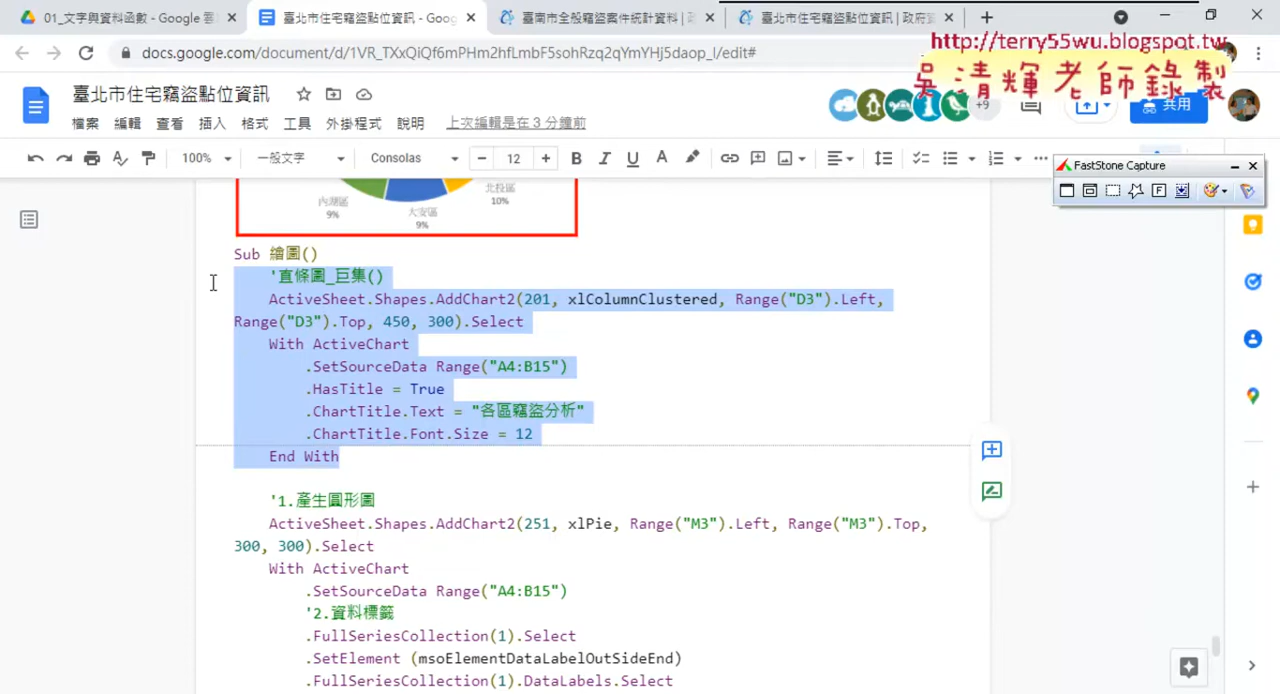 01_文字與資料函數 - Google 雲
臺北市住宅竊盜點位資訊 - Goog
臺南市全般竊盜案件統計資料 | 政
臺北市住宅竊盜點位資訊 | 政府資
docs.google.com/document/d/1VR_TXxQiQf6mPHm2hfLmbF5sohRzq2qYmYHj5daop_l/edit#
http://terry55wu.blogspot.tw
吳清輝老師錄製
臺北市住宅竊盜點位資訊
+9
共用
檔案 編輯 查看 插入 格式 工具 外掛程式 說明 上次編輯是在 3 分鐘前
100% 一般文字 Consolas 12 B I U A
FastStone Capture
北投區
10%
內湖區
9%
大安區
9%
Sub 繪圖()
'直條圖_巨集()
ActiveSheet.Shapes.AddChart2(201, xlColumnClustered, Range("D3").Left,
Range("D3").Top, 450, 300).Select
With ActiveChart
.SetSourceData Range("A4:B15")
.HasTitle = True
.ChartTitle.Text = "各區竊盜分析"
.ChartTitle.Font.Size = 12
End With
'1.產生圓形圖
ActiveSheet.Shapes.AddChart2(251, xlPie, Range("M3").Left, Range("M3").Top,
300, 300).Select
With ActiveChart
.SetSourceData Range("A4:B15")
'2.資料標籤
.FullSeriesCollection(1).Select
.SetElement (msoElementDataLabelOutSideEnd)
.FullSeriesCollection(1).DataLabels.Select